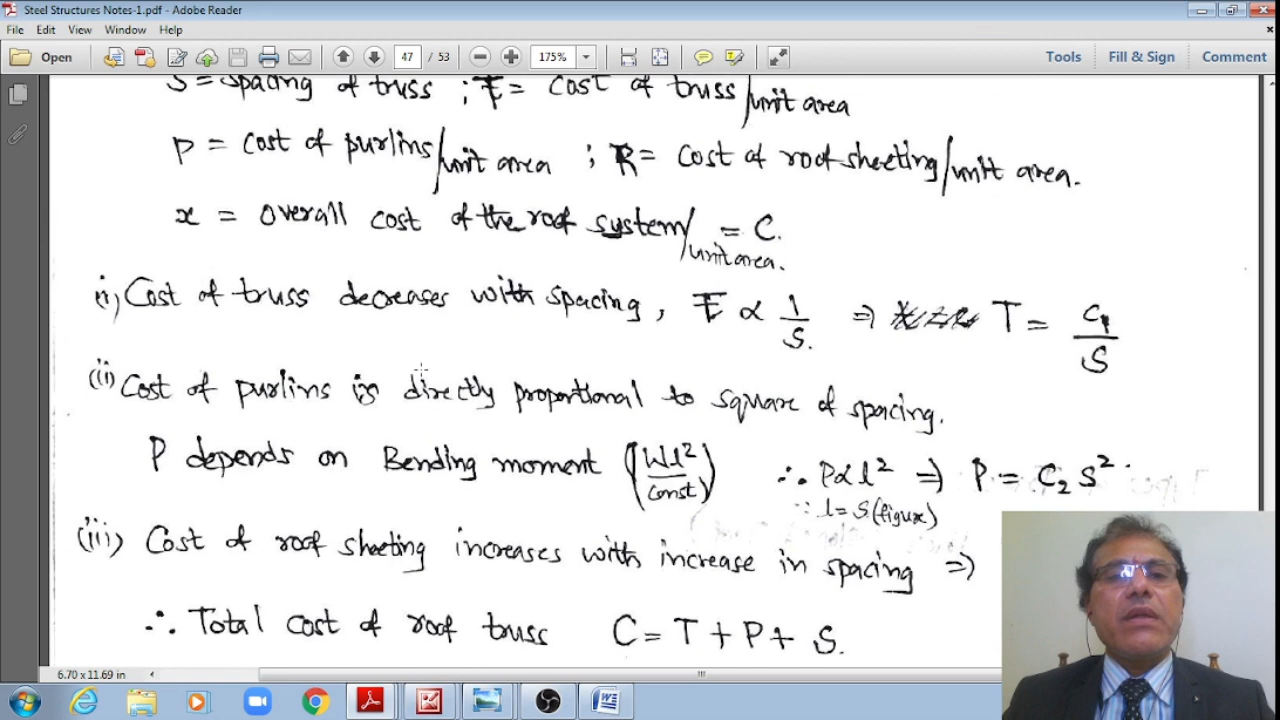 Steel Structures Notes-1.pdf - Adobe Reader
File Edit View Window Help
Open 47 / 53 175% Tools Fill & Sign Comment
S = spacing of truss ; T = cost of truss/unit area
P = cost of purlins/unit area ; R = cost of roof sheeting/unit area.
x = overall cost of the roof system/unit area. = C.
(i) Cost of truss decreases with spacing, T ∝ 1/S. ⇒ T = C1/S
(ii) Cost of purlins is directly proportional to square of spacing.
P depends on Bending moment (Wl²/const) ∴ P∝l² ⇒ P = C2 S².
∵ l = S (figure)
(iii) Cost of roof sheeting increases with increase in spacing ⇒
∴ Total cost of roof truss C = T + P + S.
6.70 x 11.69 in